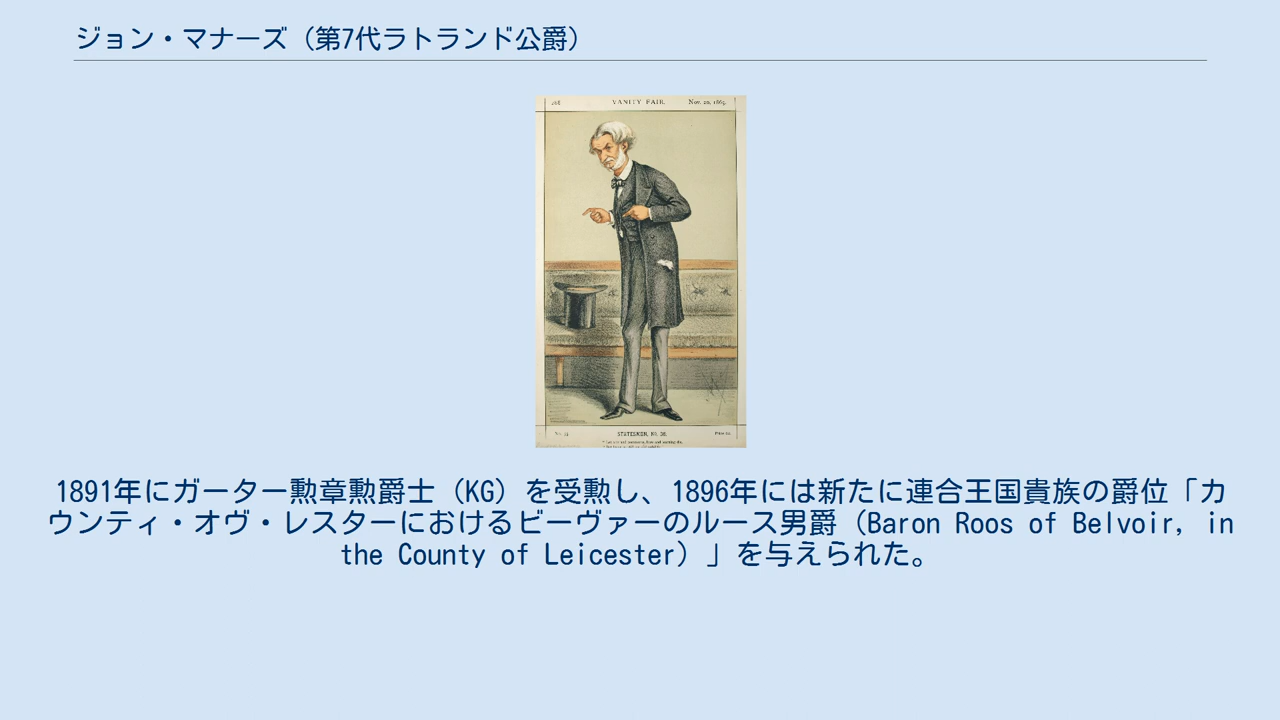 ジョン・マナーズ（第7代ラトランド公爵）
VANITY FAIR.
Nov. 20, 1869.
STATESMEN, No. 38.
1891年にガーター勲章勲爵士（KG）を受勲し、1896年には新たに連合王国貴族の爵位「カ
ウンティ・オヴ・レスターにおけるビーヴァーのルース男爵（Baron Roos of Belvoir, in
the County of Leicester）」を与えられた。